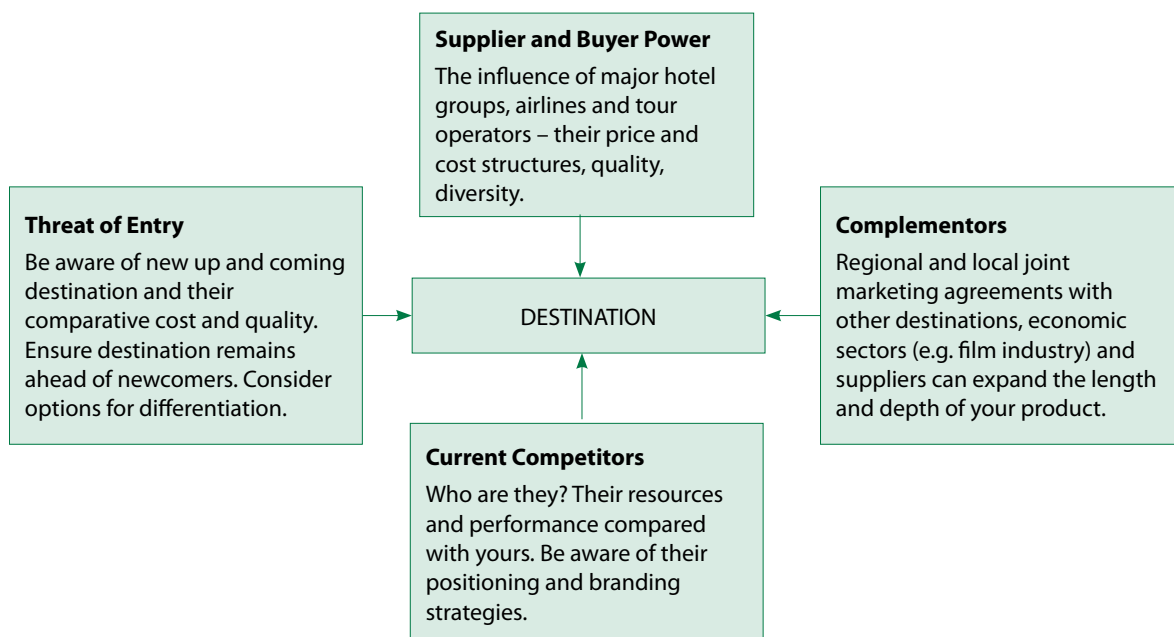 Supplier and Buyer Power
The influence of major hotel
groups, airlines and tour
operators – their price and
cost structures, quality,
diversity.
Threat of Entry
Be aware of new up and coming
destination and their
comparative cost and quality.
Ensure destination remains
ahead of newcomers. Consider
options for differentiation.
DESTINATION
Complementors
Regional and local joint
marketing agreements with
other destinations, economic
sectors (e.g. film industry) and
suppliers can expand the length
and depth of your product.
Current Competitors
Who are they? Their resources
and performance compared
with yours. Be aware of their
positioning and branding
strategies.